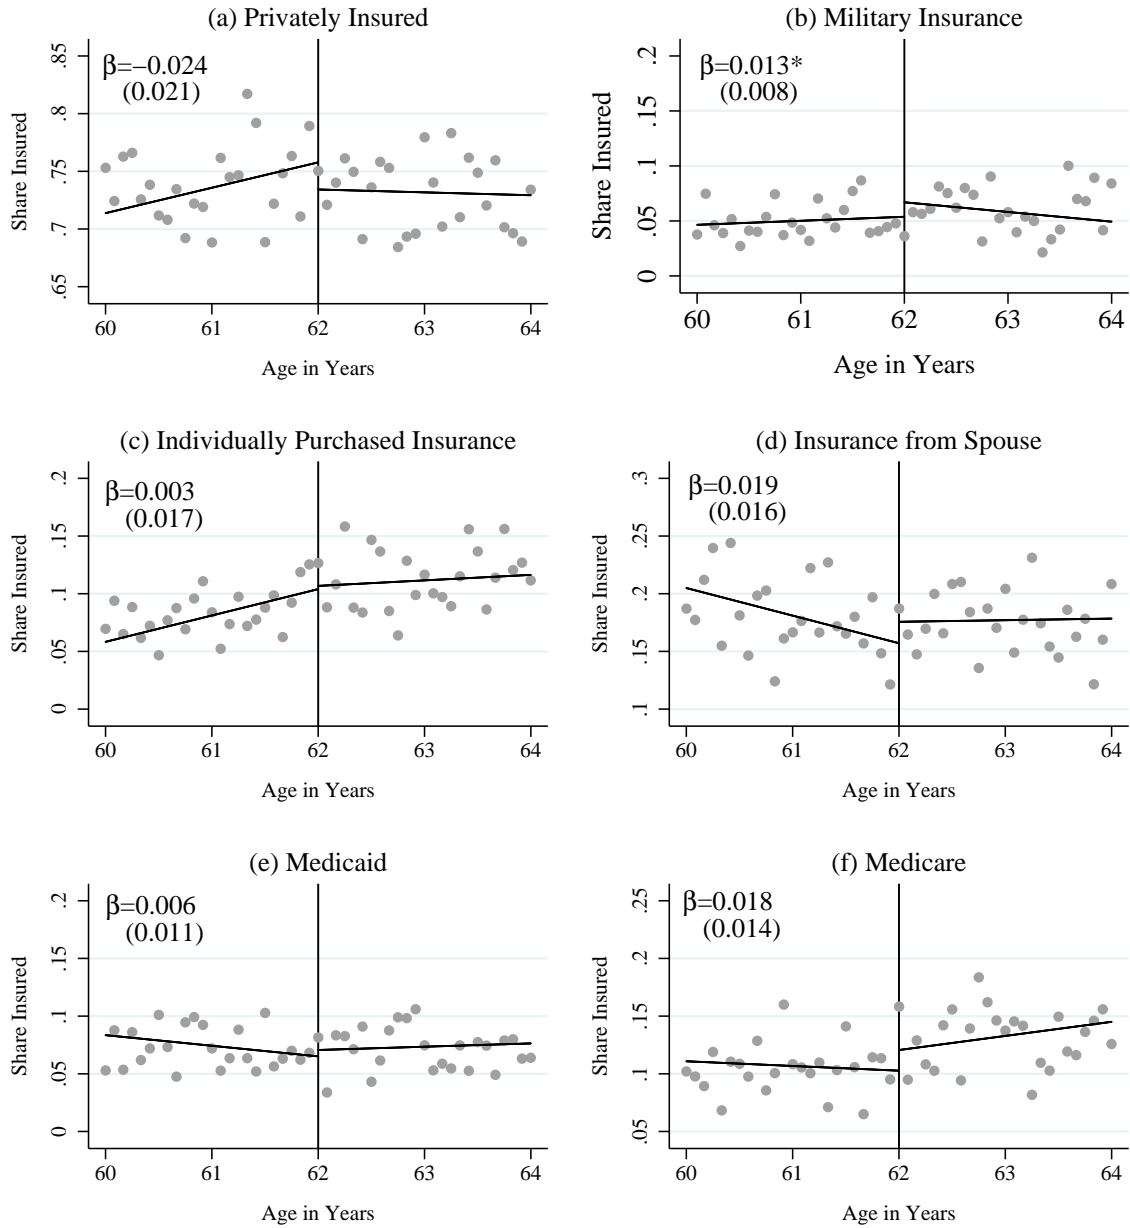 (a) Privately Insured
β=−0.024
(0.021)
Share Insured
.65 .7 .75 .8 .85
60 61 62 63 64
Age in Years
(b) Military Insurance
β=0.013*
(0.008)
Share Insured
0 .05 .1 .15 .2
60 61 62 63 64
Age in Years
(c) Individually Purchased Insurance
β=0.003
(0.017)
Share Insured
0 .05 .1 .15 .2
60 61 62 63 64
Age in Years
(d) Insurance from Spouse
β=0.019
(0.016)
Share Insured
.1 .15 .2 .25 .3
60 61 62 63 64
Age in Years
(e) Medicaid
β=0.006
(0.011)
Share Insured
0 .05 .1 .15 .2
60 61 62 63 64
Age in Years
(f) Medicare
β=0.018
(0.014)
Share Insured
.05 .1 .15 .2 .25
60 61 62 63 64
Age in Years